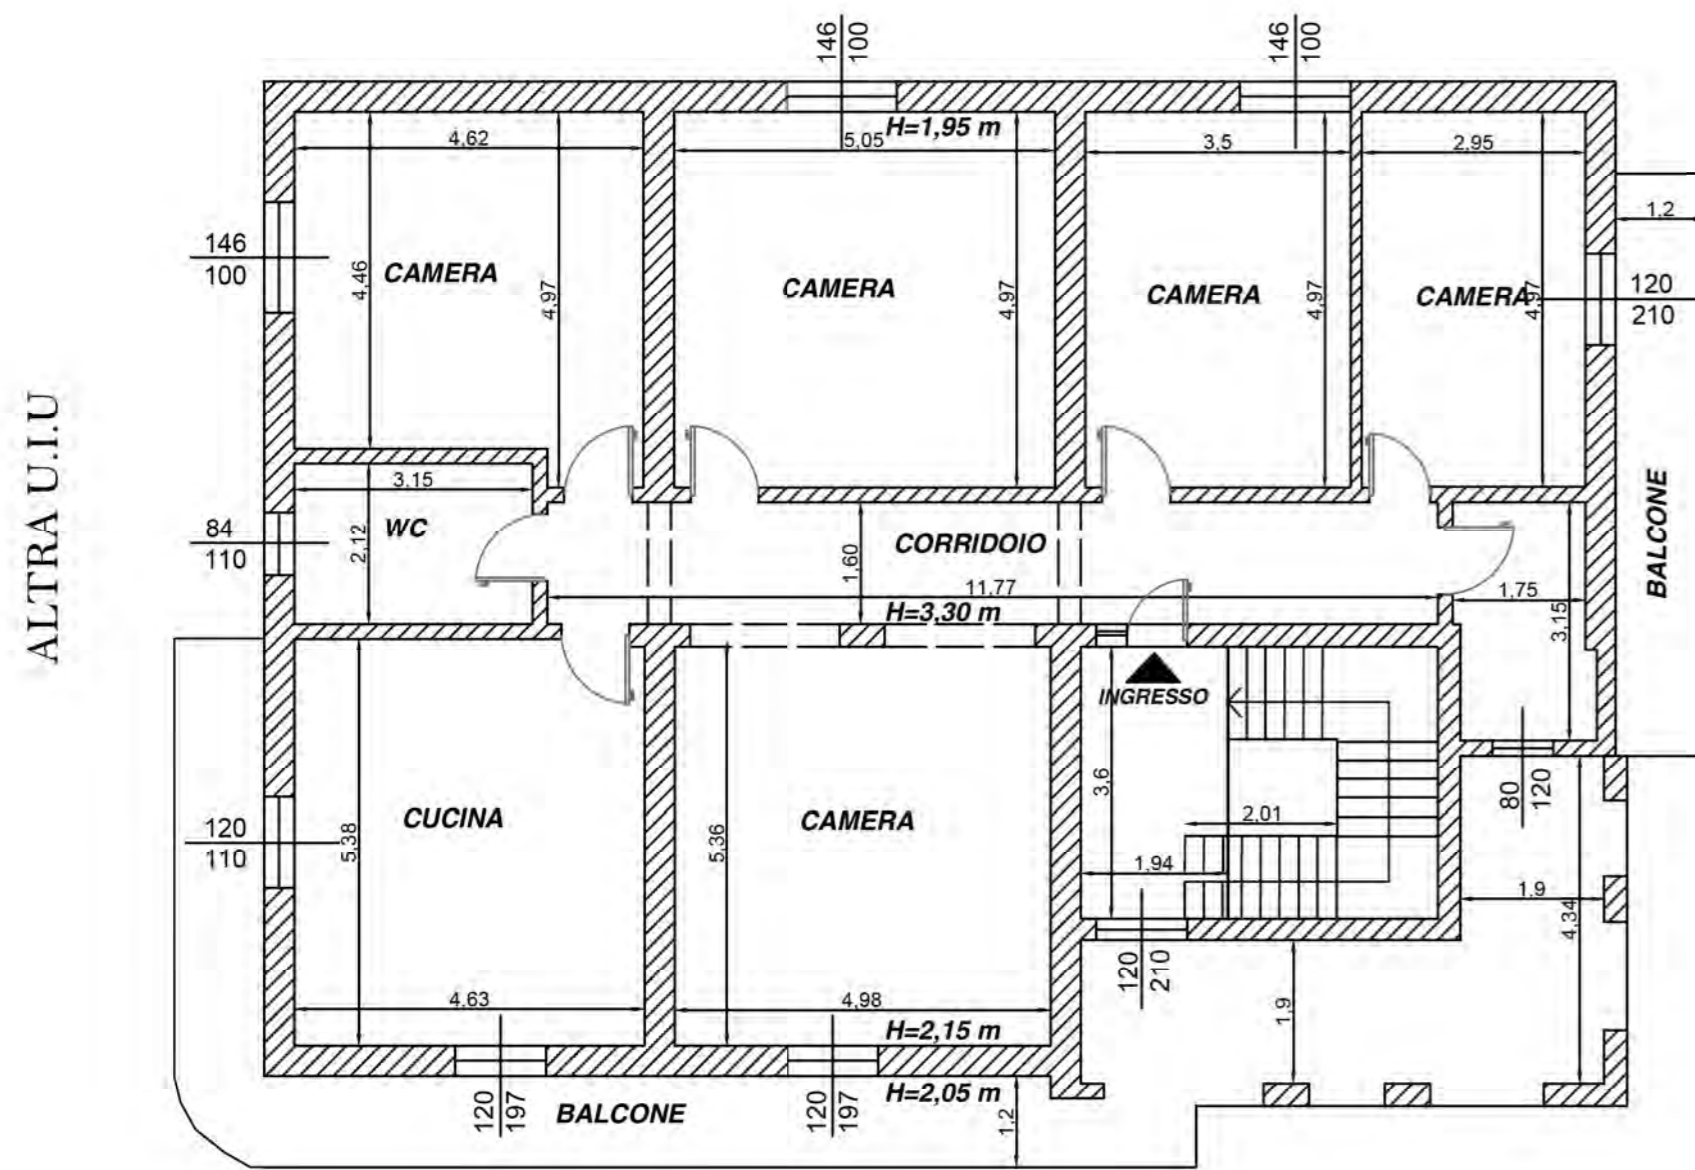 146
100
146
100
H=1,95 m
4,62
5,05
3,5
2,95
1,2
146
100
4,46
CAMERA
4,97
CAMERA
4,97
CAMERA
4,97
CAMERA
4,97
120
210
ALTRA U.I.U
3,15
84
110
2,12
WC
1,60
CORRIDOIO
11,77
H=3,30 m
1,75
3,15
BALCONE
INGRESSO
3,6
2,01
1,94
80
120
120
110
5,38
CUCINA
5,36
CAMERA
1,9
4,34
4,63
4,98
H=2,15 m
120
210
1,9
120
197
BALCONE
120
197
H=2,05 m
1,2